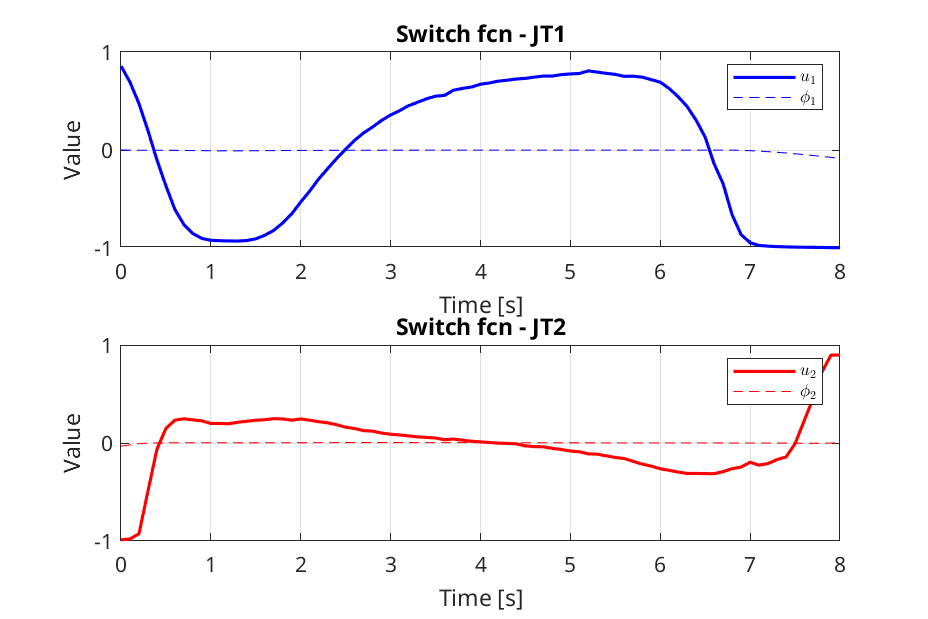 Switch fcn - JT1
Value
1
0
-1
u₁
ϕ₁
0 1 2 3 4 5 6 7 8
Time [s]
Switch fcn - JT2
Value
1
0
-1
u₂
ϕ₂
0 1 2 3 4 5 6 7 8
Time [s]